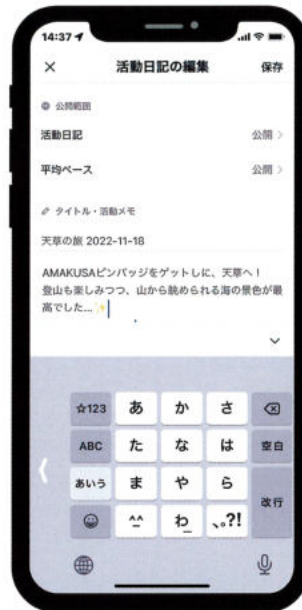 14:37
× 活動日記の編集 保存
公開範囲
活動日記 公開 >
平均ペース 公開 >
タイトル・活動メモ
天草の旅 2022-11-18
AMAKUSAピンバッジをゲットしに、天草へ！
登山も楽しみつつ、山から眺められる海の景色が最
高でした...✨
☆123 あ か さ
ABC た な は 空白
あいう ま や ら 改行
^^ わ_ 、。?!